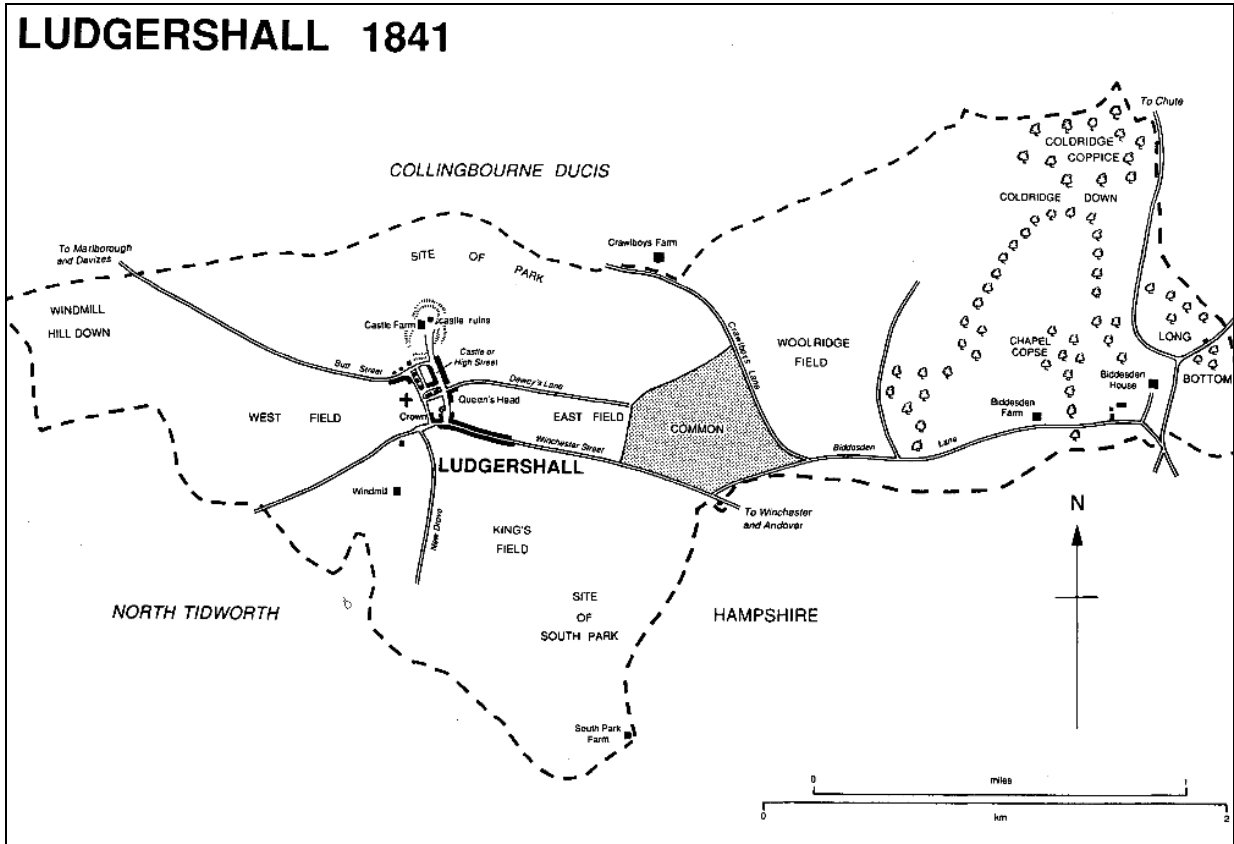 LUDGERSHALL 1841
COLLINGBOURNE DUCIS
To Marlborough
and Devizes
To Chute
COLDRIDGE
COPPICE
COLDRIDGE DOWN
SITE OF PARK
Crawlboys Farm
WINDMILL
HILL DOWN
Castle Farm
castle ruins
Castle or
High Street
Butt Street
Dewey's Lane
Queen's Head
Crown
WEST FIELD
EAST FIELD
Crawlboys Lane
WOOLRIDGE
FIELD
CHAPEL
COPSE
LONG
BOTTOM
Biddesden
House
Biddesden
Farm
COMMON
Biddesden Lane
Winchester Street
LUDGERSHALL
Windmill
New Drove
To Winchester
and Andover
KING'S
FIELD
N
NORTH TIDWORTH
SITE
OF
SOUTH PARK
HAMPSHIRE
South Park
Farm
0 miles 1
0 km 2